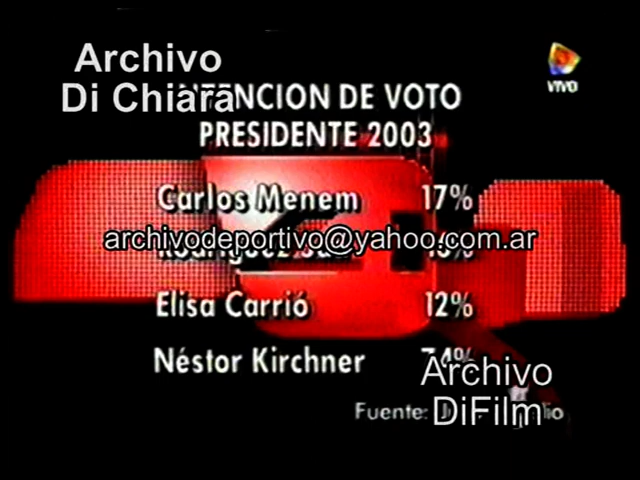 Archivo
Di Chiara
INTENCION DE VOTO
VIVO
PRESIDENTE 2003
Carlos Menem 17%
archivodeportivo@yahoo.com.ar
Elisa Carrió 12%
Néstor Kirchner
Archivo
Fuente:
DiFilm